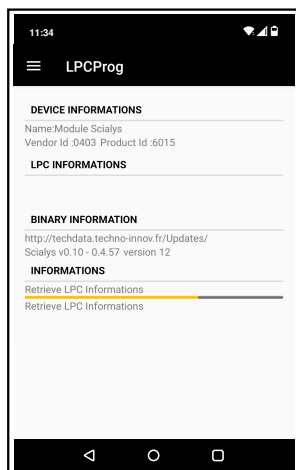 11:34
LPCProg
DEVICE INFORMATIONS
Name:Module Scialys
Vendor Id :0403 Product Id :6015
LPC INFORMATIONS
BINARY INFORMATION
http://techdata.techno-innov.fr/Updates/
Scialys v0.10 - 0.4.57 version 12
INFORMATIONS
Retrieve LPC Informations
Retrieve LPC Informations